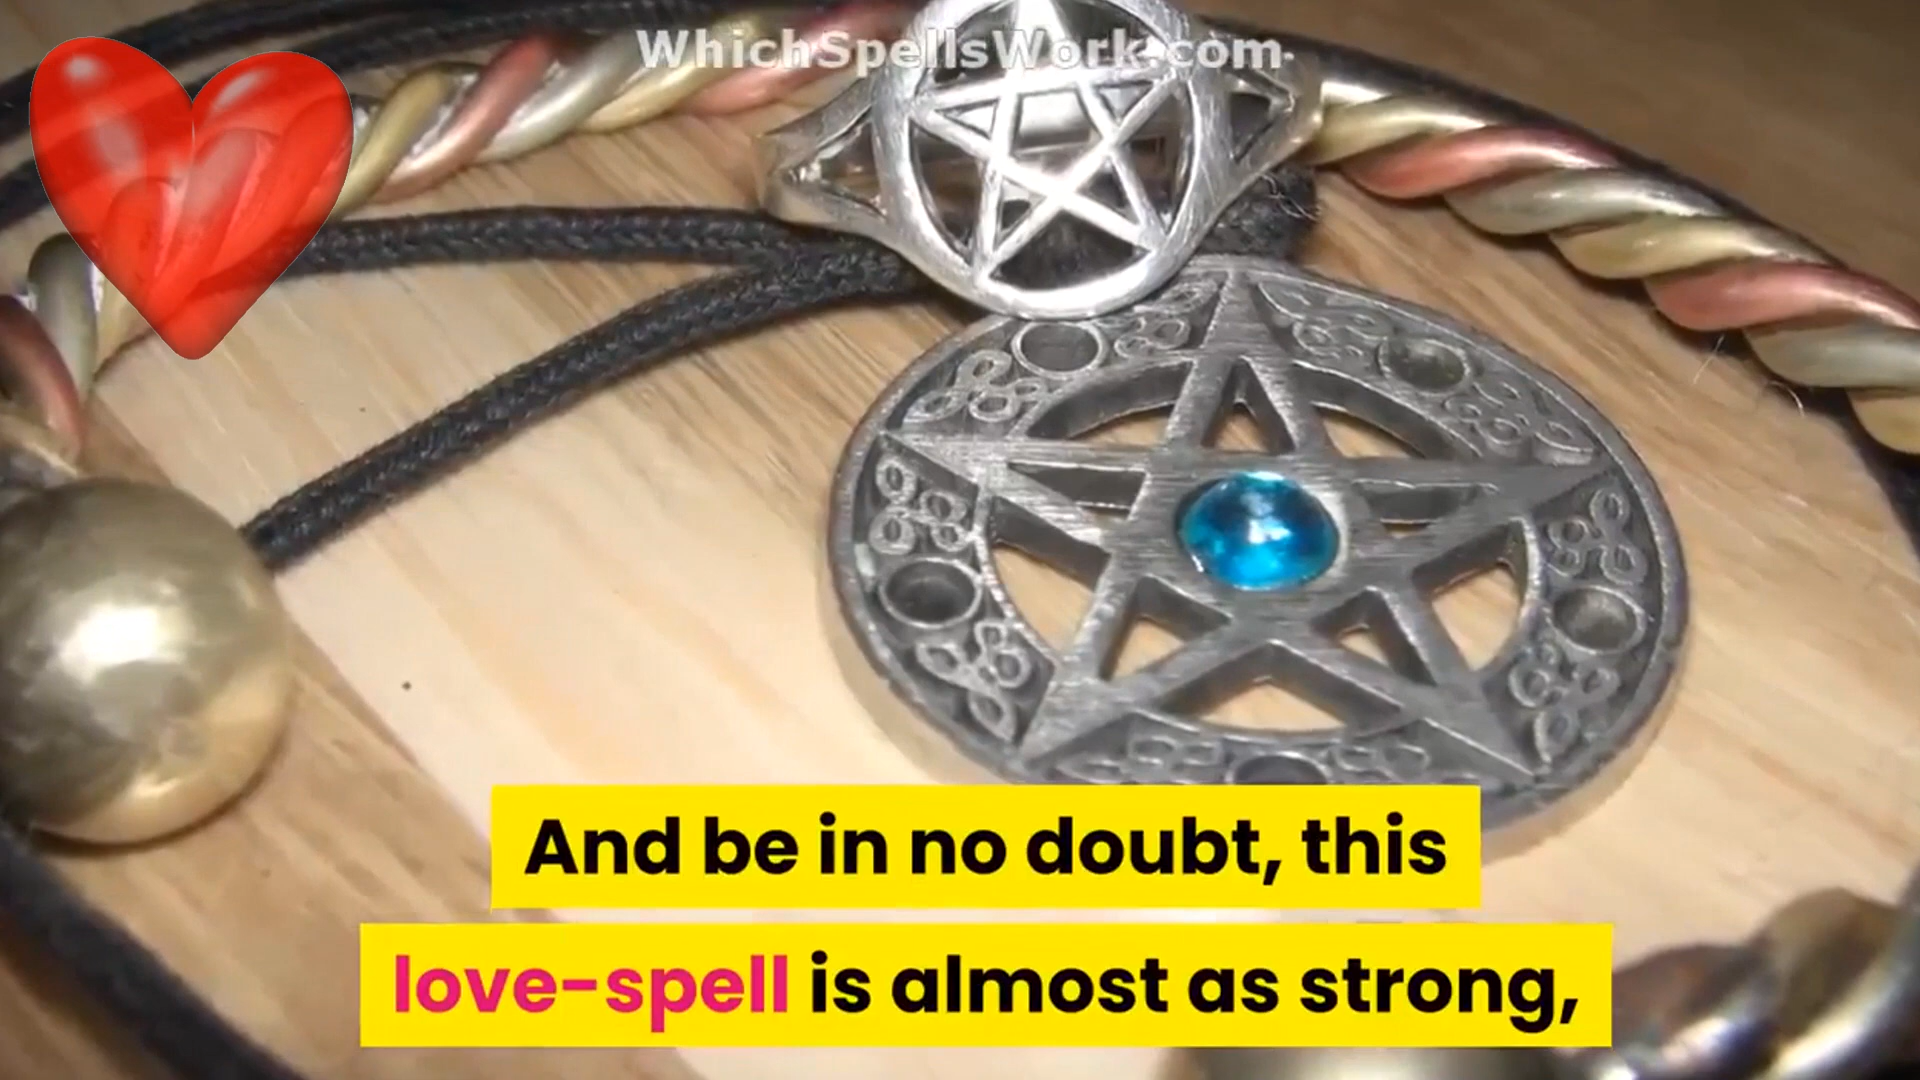 WhichSpellsWork.com
And be in no doubt, this
love-spell is almost as strong,